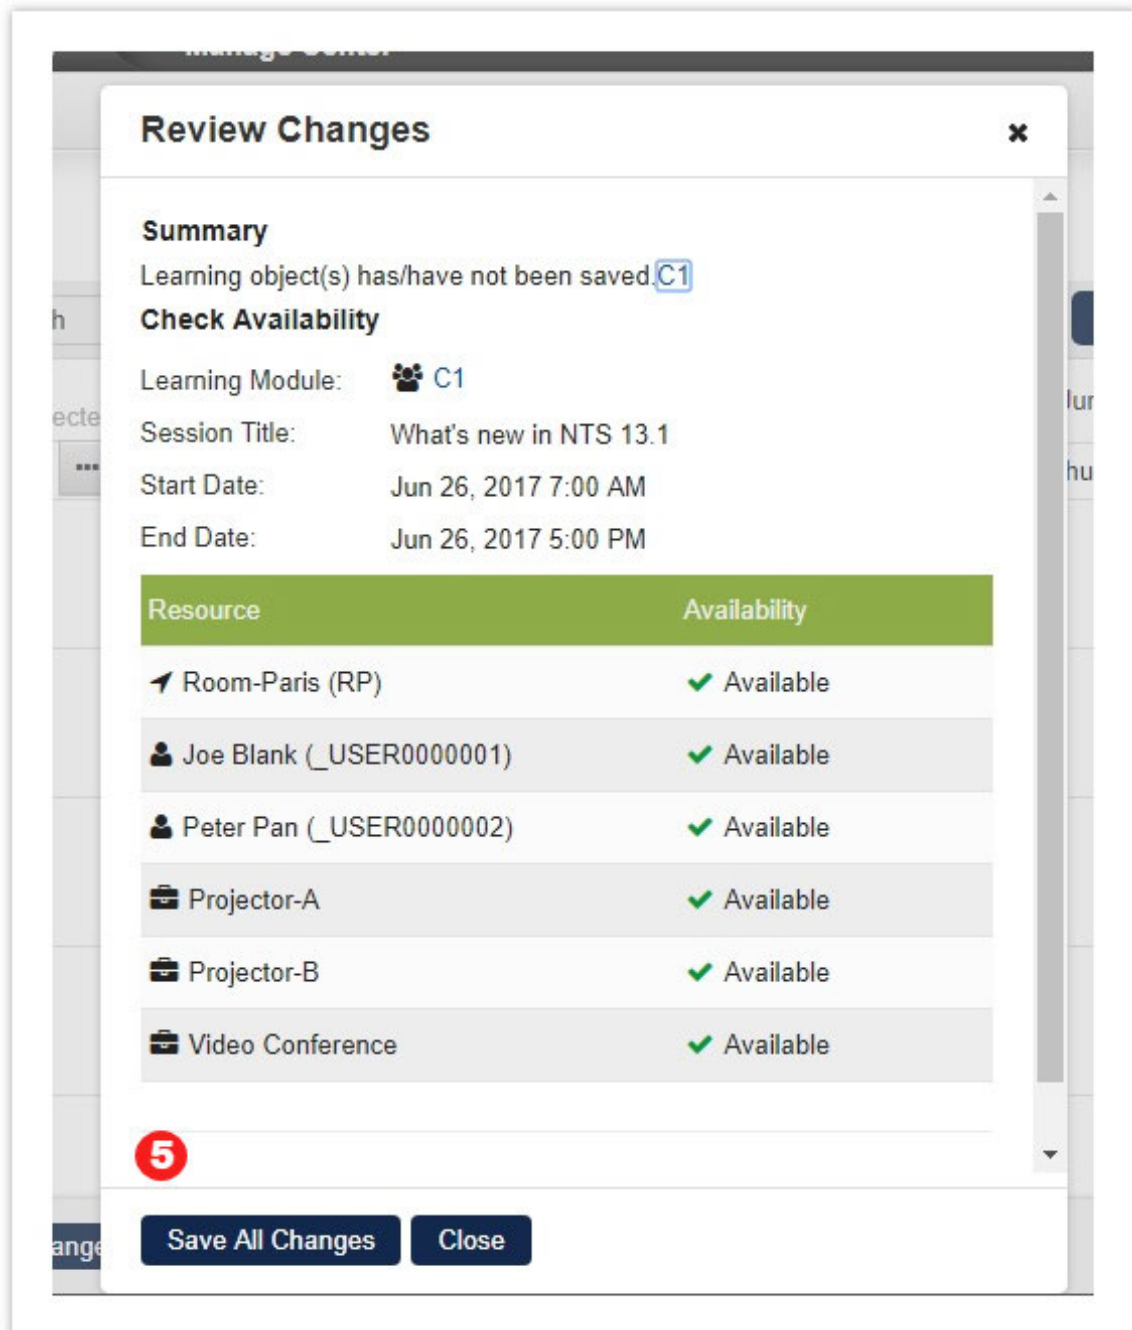 Manage Center
Review Changes
Summary
Learning object(s) has/have not been saved.C1
Check Availability
Learning Module: C1
Session Title: What's new in NTS 13.1
Start Date: Jun 26, 2017 7:00 AM
End Date: Jun 26, 2017 5:00 PM
Resource Availability
Room-Paris (RP) Available
Joe Blank (_USER0000001) Available
Peter Pan (_USER0000002) Available
Projector-A Available
Projector-B Available
Video Conference Available
5
Save All Changes Close